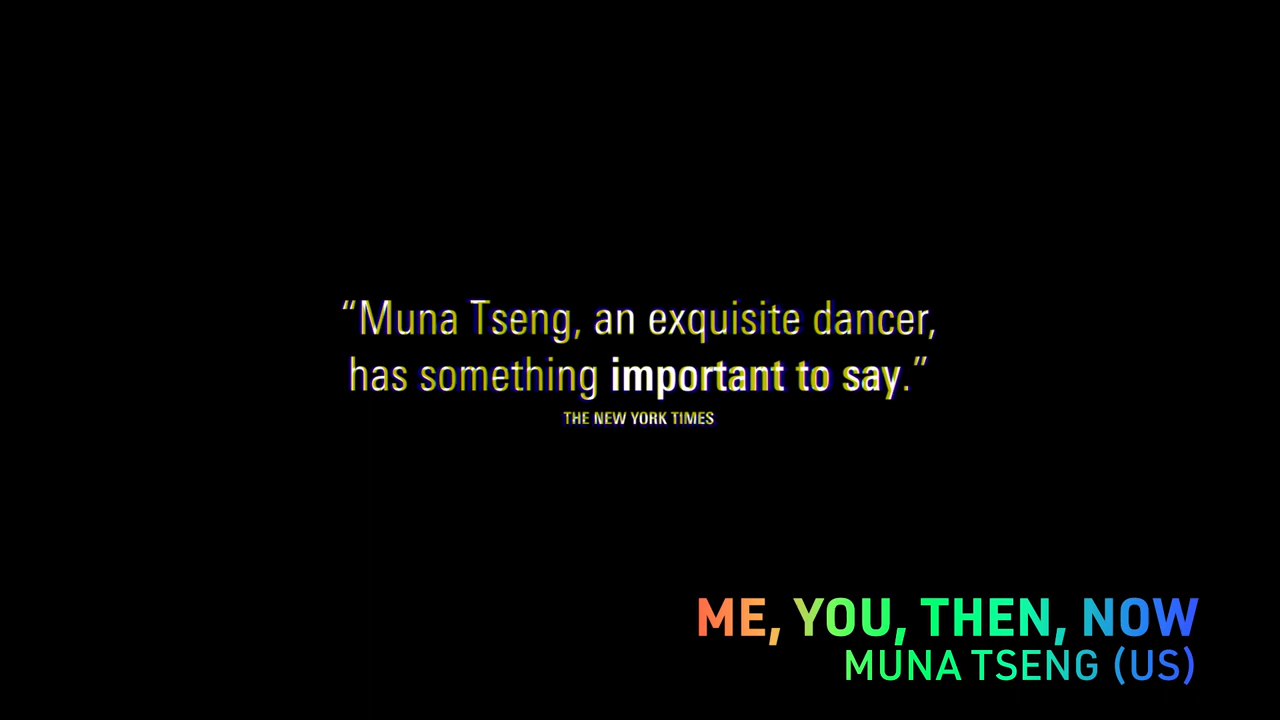 “Muna Tseng, an exquisite dancer,
has something important to say.”
THE NEW YORK TIMES
ME, YOU, THEN, NOW
MUNA TSENG (US)